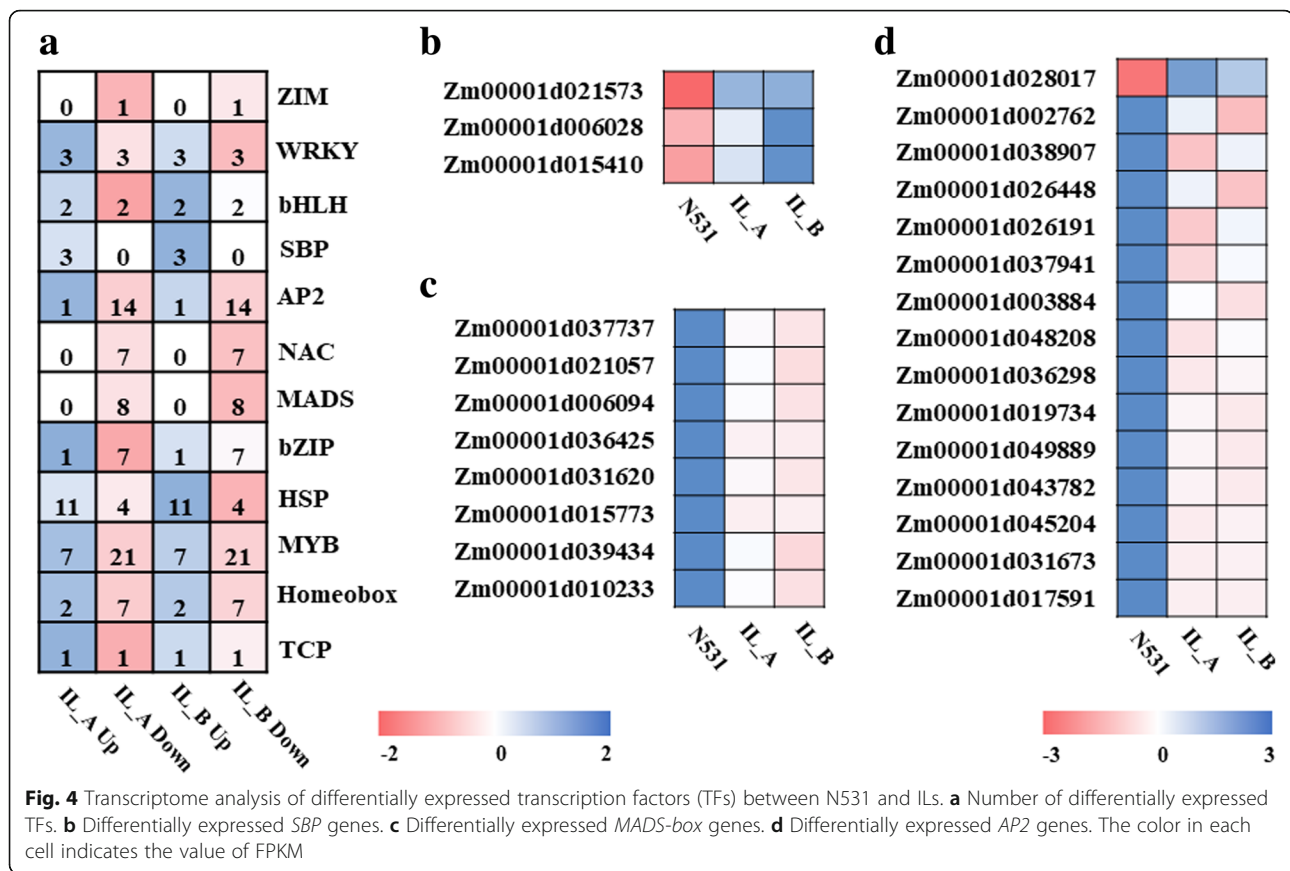 a
0 1 0 1 ZIM
3 3 3 3 WRKY
2 2 2 2 bHLH
3 0 3 0 SBP
1 14 1 14 AP2
0 7 0 7 NAC
0 8 0 8 MADS
1 7 1 7 bZIP
11 4 11 4 HSP
7 21 7 21 MYB
2 7 2 7 Homeobox
1 1 1 1 TCP
IL_A Up IL_A Down IL_B Up IL_B Down
b
Zm00001d021573
Zm00001d006028
Zm00001d015410
N531 IL_A IL_B
c
Zm00001d037737
Zm00001d021057
Zm00001d006094
Zm00001d036425
Zm00001d031620
Zm00001d015773
Zm00001d039434
Zm00001d010233
N531 IL_A IL_B
-2 0 2
d
Zm00001d028017
Zm00001d002762
Zm00001d038907
Zm00001d026448
Zm00001d026191
Zm00001d037941
Zm00001d003884
Zm00001d048208
Zm00001d036298
Zm00001d019734
Zm00001d049889
Zm00001d043782
Zm00001d045204
Zm00001d031673
Zm00001d017591
N531 IL_A IL_B
-3 0 3
Fig. 4 Transcriptome analysis of differentially expressed transcription factors (TFs) between N531 and ILs. a Number of differentially expressed
TFs. b Differentially expressed SBP genes. c Differentially expressed MADS-box genes. d Differentially expressed AP2 genes. The color in each
cell indicates the value of FPKM